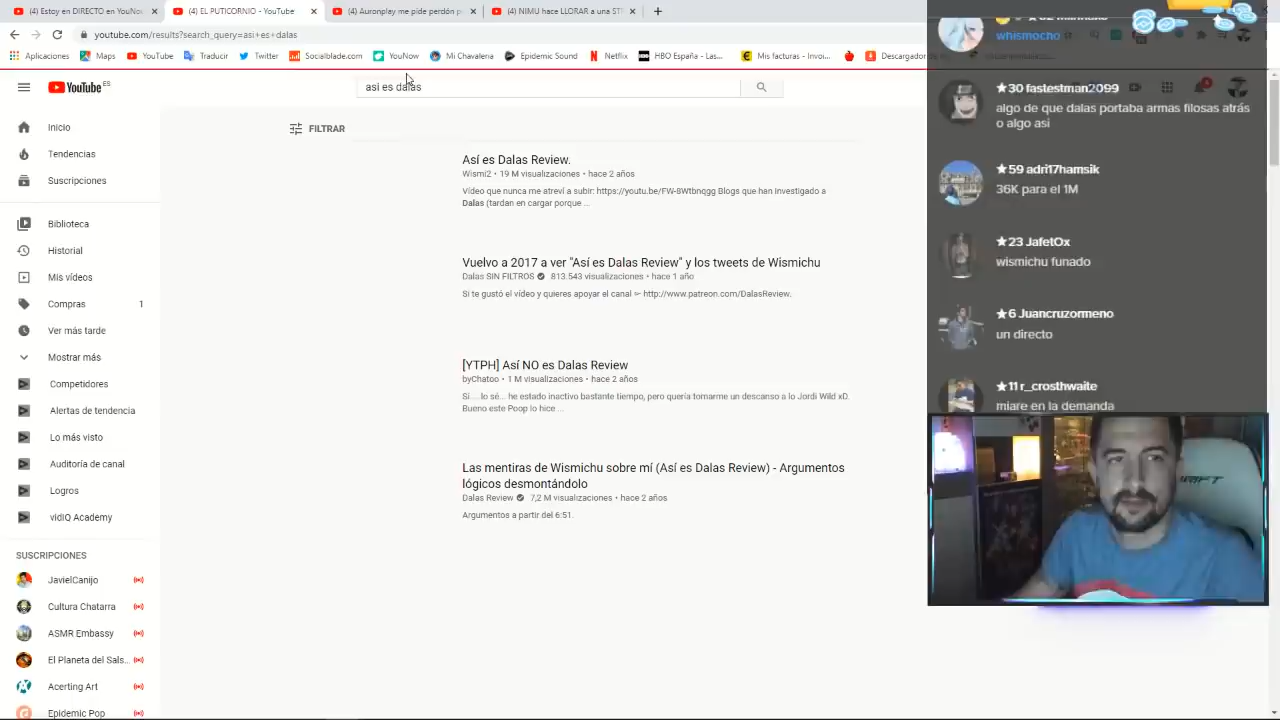 (4) Estoy en DIRECTO en YouNow
(4) EL PUTICORNIO - YouTube
(4) Auronplay me pide perdón p
(4) NIMU hace LLORAR a una ST
youtube.com/results?search_query=asi+es+dalas
Aplicaciones
Maps
YouTube
Traducir
Twitter
Socialblade.com
YouNow
Mi Chavaleria
Epidemic Sound
Netflix
HBO España - Las...
Mis facturas - Invoi...
Descargador
YouTube ES
asi es dalas
FILTRAR
Inicio
Tendencias
Suscripciones
Biblioteca
Historial
Mis vídeos
Compras 1
Ver más tarde
Mostrar más
Competidores
Alertas de tendencia
Lo más visto
Auditoría de canal
Logros
vidIQ Academy
SUSCRIPCIONES
JavielCanijo
Cultura Chatarra
ASMR Embassy
El Planeta del Sals...
Acerting Art
Epidemic Pop
Así es Dalas Review.
Wismi2 • 19 M visualizaciones • hace 2 años
Vídeo que nunca me atreví a subir: https://youtu.be/FW-8Wtbnqgg Blogs que han investigado a
Dalas (tardan en cargar porque ...
Vuelvo a 2017 a ver "Así es Dalas Review" y los tweets de Wismichu
Dalas SIN FILTROS 813.543 visualizaciones • hace 1 año
Si te gustó el vídeo y quieres apoyar el canal ➳ http://www.patreon.com/DalasReview.
[YTPH] Así NO es Dalas Review
byChatoo • 1 M visualizaciones • hace 2 años
Sí....lo sé... he estado inactivo bastante tiempo, pero quería tomarme un descanso a lo Jordi Wild xD.
Bueno este Poop lo hice ...
Las mentiras de Wismichu sobre mí (Así es Dalas Review) - Argumentos
lógicos desmontándolo
Dalas Review 7,2 M visualizaciones • hace 2 años
Argumentos a partir del 6:51.
whismocho
★30 fastestman2099
algo de que dalas portaba armas filosas atrás
o algo asi
★59 adri17hamsik
36K para el 1M
★23 JafetOx
wismichu funado
★6 Juancruzormeno
un directo
★11 r_crosthwaite
miare en la demanda